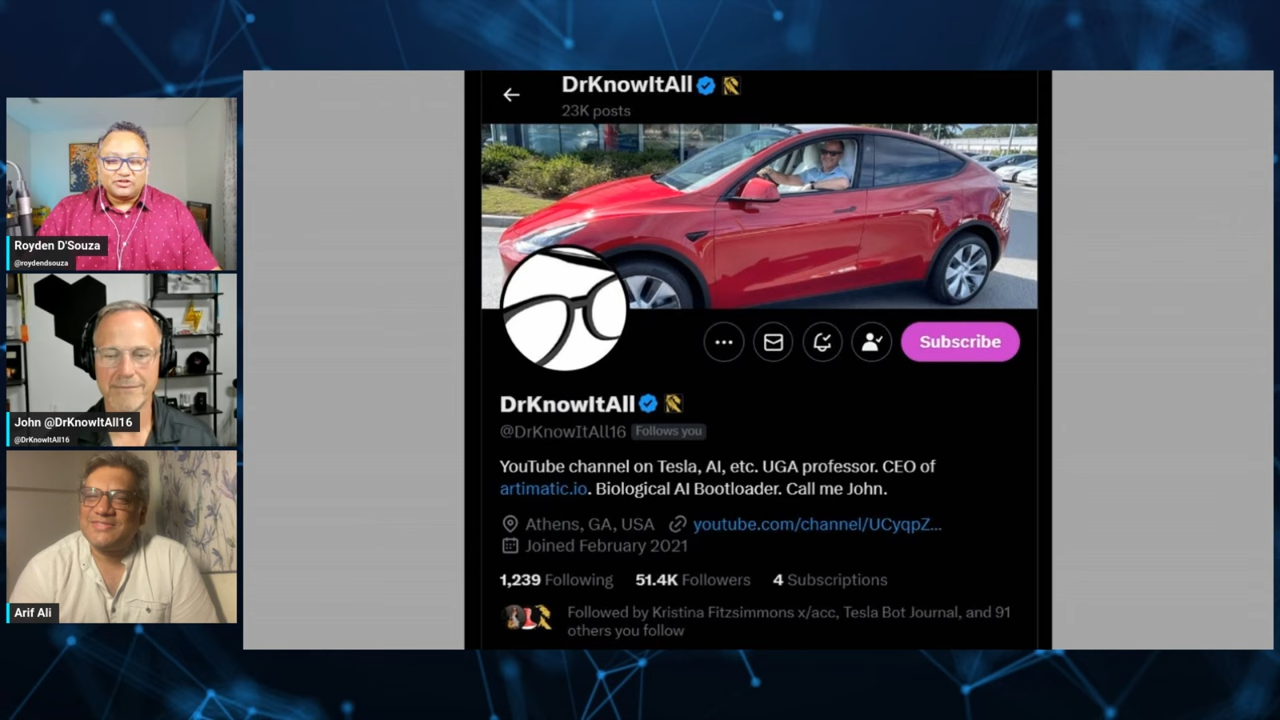 Royden D'Souza
@roydendsouza
John @DrKnowItAll16
@DrKnowItAll16
Arif Ali
DrKnowItAll
23K posts
Subscribe
DrKnowItAll
@DrKnowItAll16 Follows you
YouTube channel on Tesla, AI, etc. UGA professor. CEO of
artimatic.io. Biological AI Bootloader. Call me John.
Athens, GA, USA youtube.com/channel/UCyqpZ...
Joined February 2021
1,239 Following 51.4K Followers 4 Subscriptions
Followed by Kristina Fitzsimmons x/acc, Tesla Bot Journal, and 91
others you follow